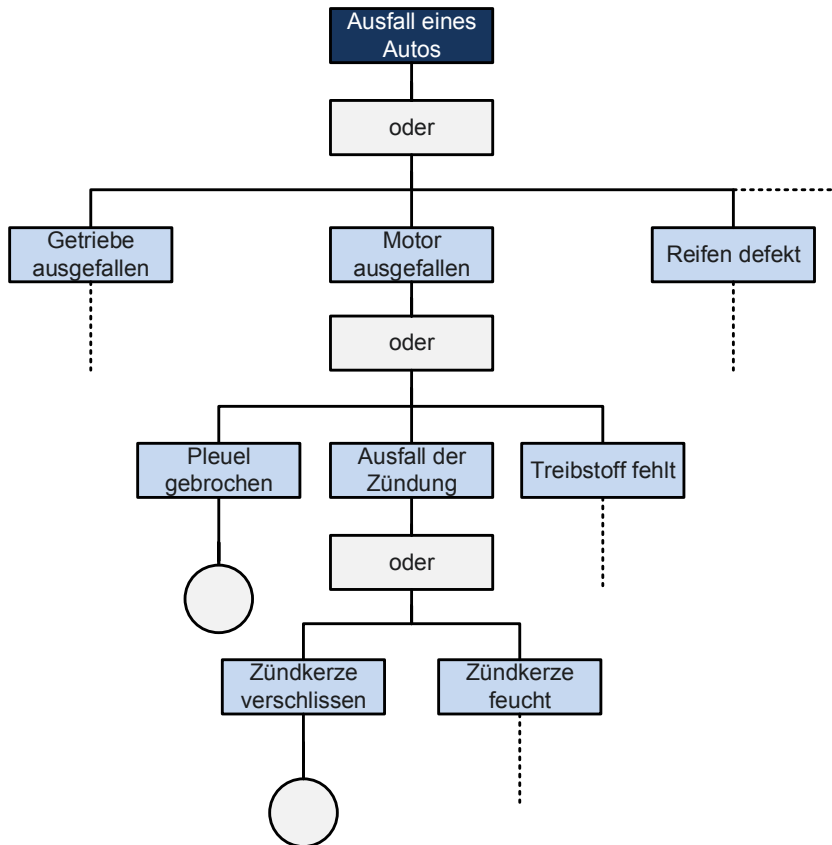 Ausfall eines
Autos
oder
Getriebe
ausgefallen
Motor
ausgefallen
Reifen defekt
oder
Pleuel
gebrochen
Ausfall der
Zündung
Treibstoff fehlt
oder
Zündkerze
verschlissen
Zündkerze
feucht